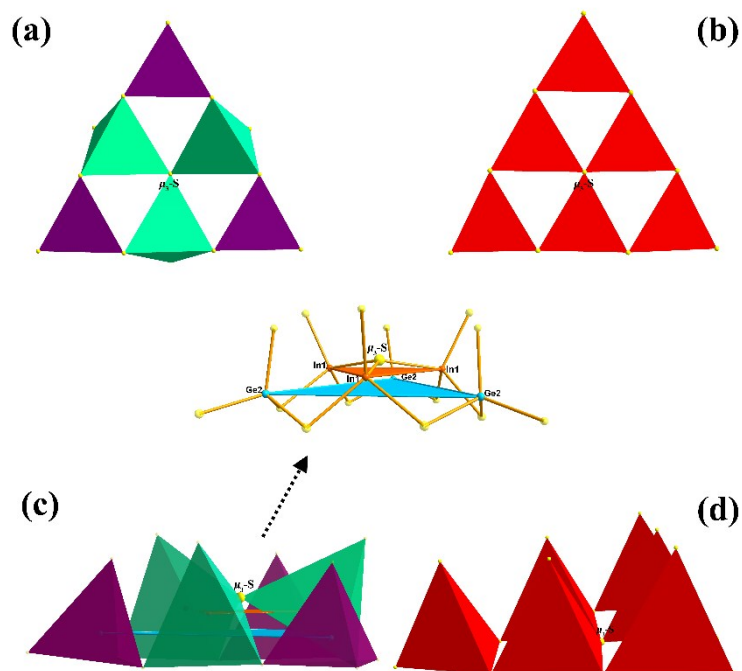 (a)
(b)
μ₃-S
μ₃-S
μ₃-S
In1
In1
In1
Ge2
Ge2
Ge2
(c)
(d)
μ₃-S
μ₃-S